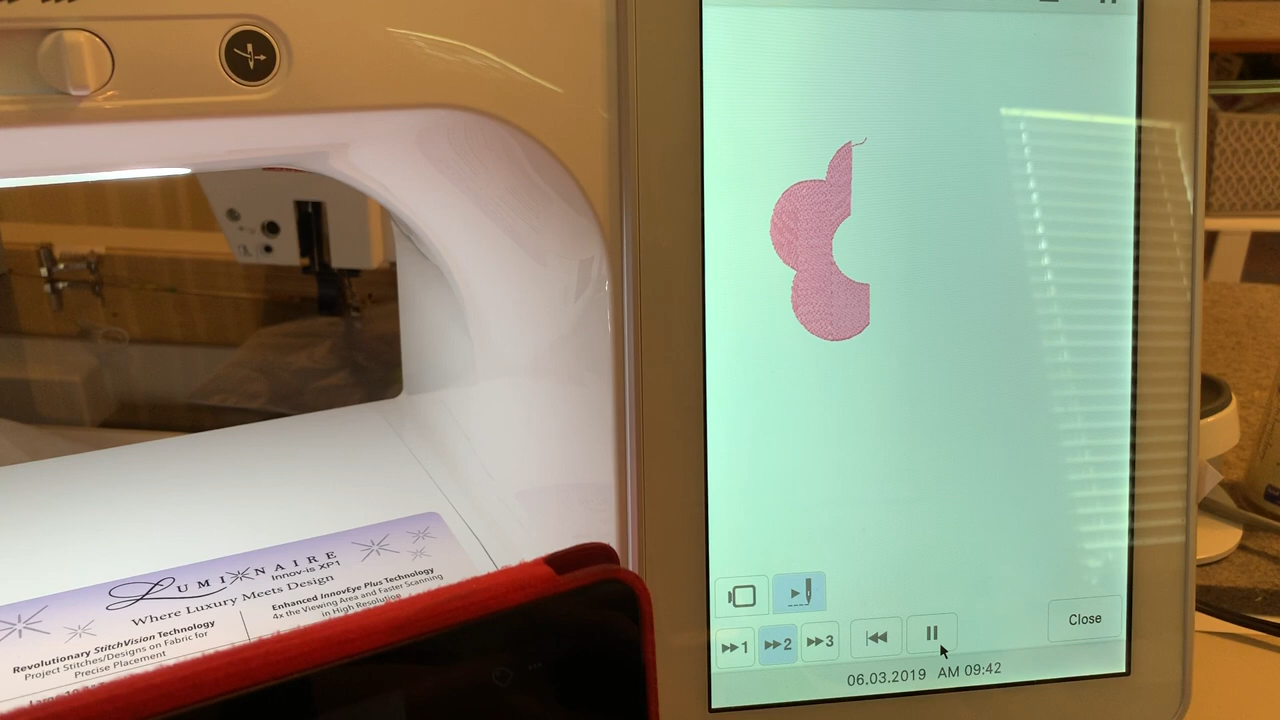 LUMINAIRE
Innov-is XP1
Where Luxury Meets Design
Revolutionary StitchVision Technology
Project Stitches/Designs on Fabric for
Precise Placement
Enhanced InnovEye Plus Technology
4x the Viewing Area and Faster Scanning
in High Resolution
1
2
3
Close
06.03.2019 AM 09:42